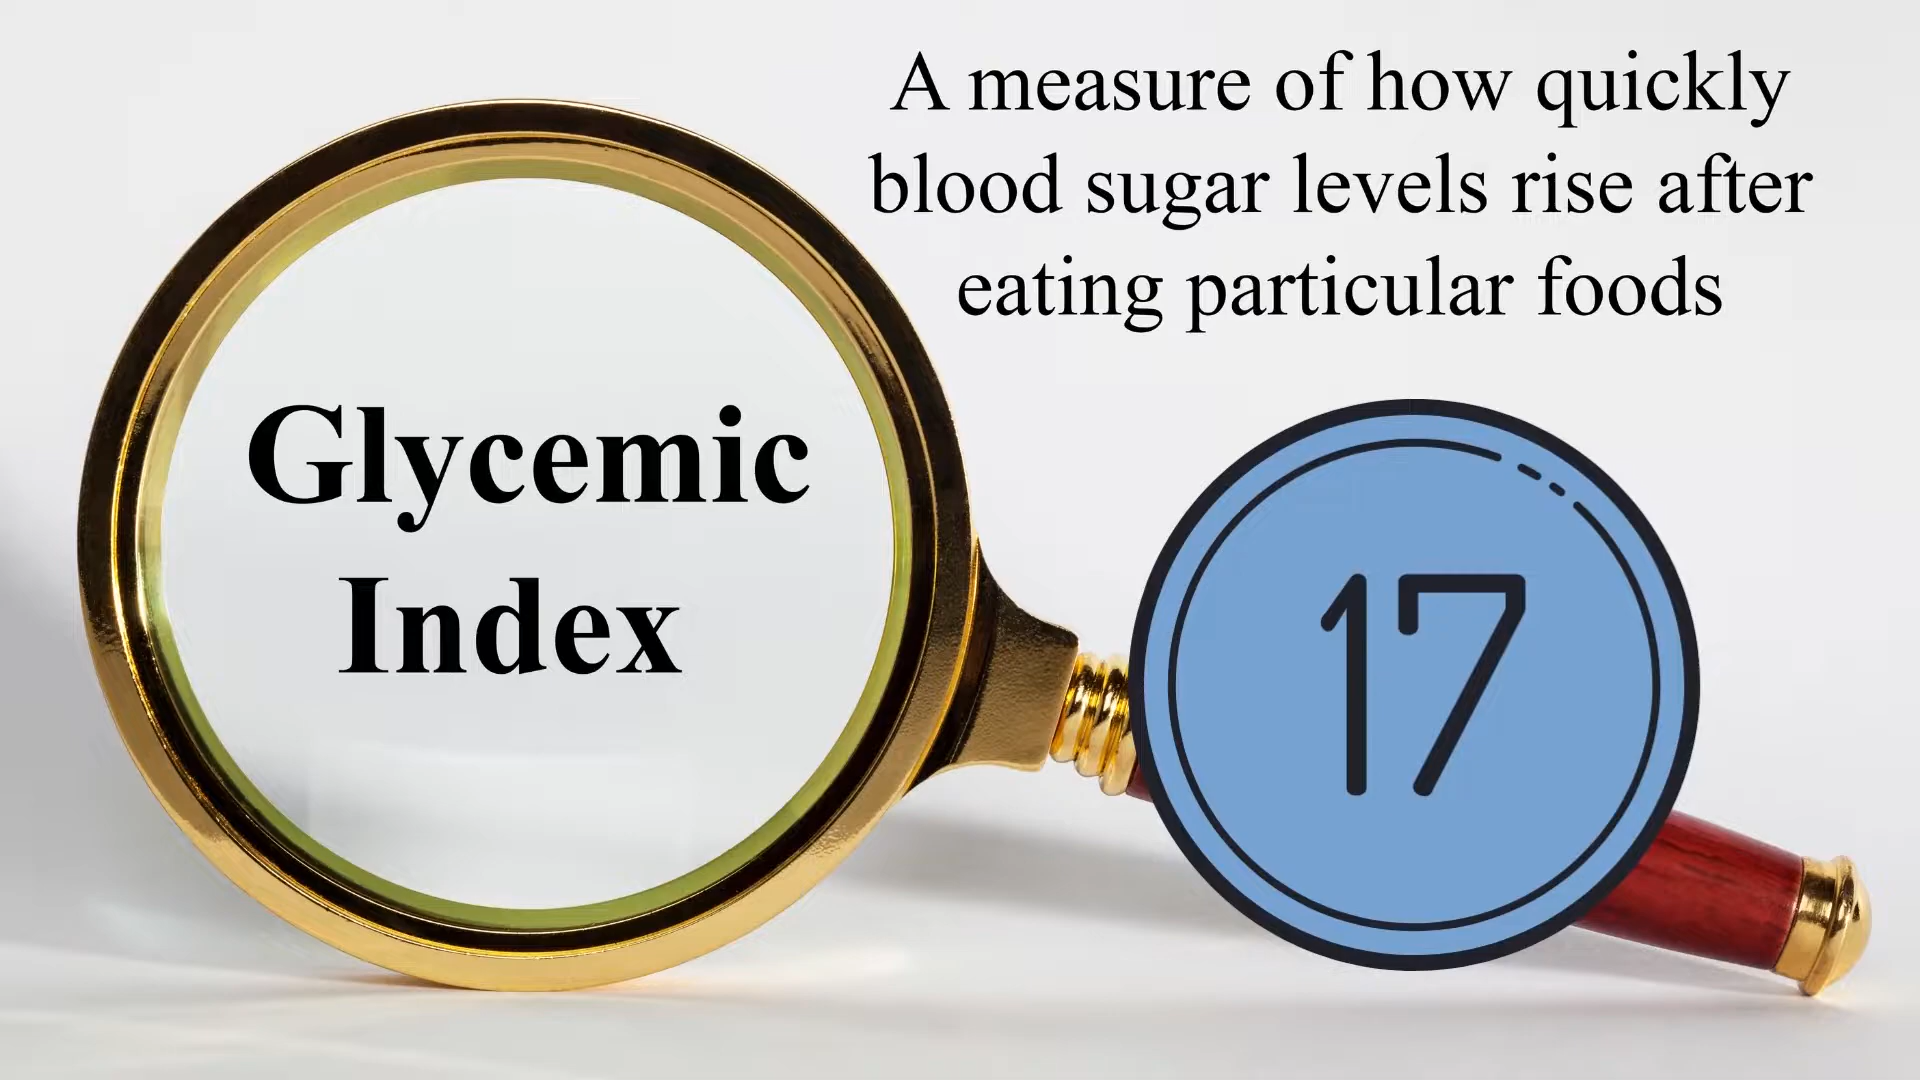 A measure of how quickly
blood sugar levels rise after
eating particular foods
Glycemic
Index
17